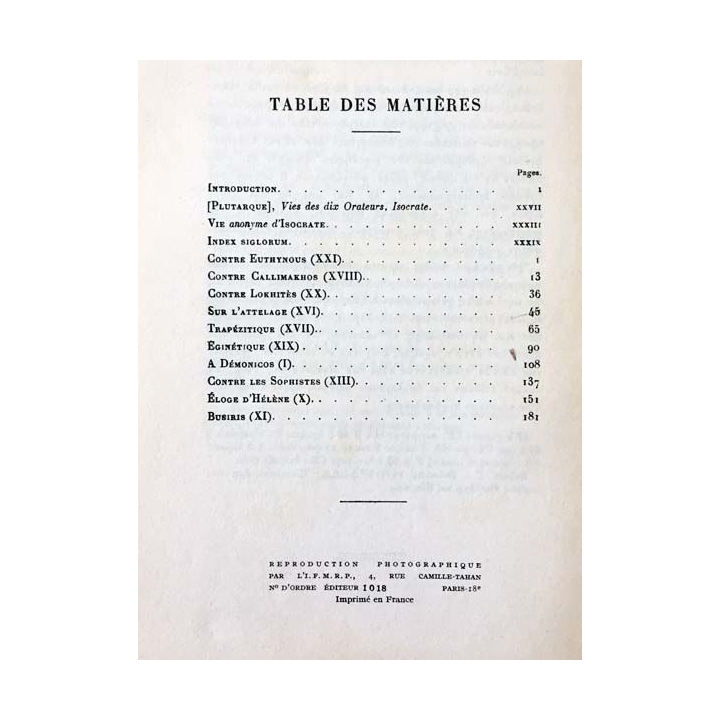 TABLE DES MATIÈRES
Pages.
INTRODUCTION. . . . . . . . . . . . . . I
[PLUTARQUE], Vies des dix Orateurs, Isocrate. . . . . XXVII
VIE anonyme d'ISOCRATE. . . . . . . . . . . XXXIII
INDEX SIGLORUM. . . . . . . . . . . . . XXXIX
CONTRE EUTHYNOUS (XXI). . . . . . . . . . 1
CONTRE CALLIMAKHOS (XVIII). . . . . . . . . 13
CONTRE LOKHITÈS (XX). . . . . . . . . . . 36
SUR L'ATTELAGE (XVI). . . . . . . . . . . 45
TRAPÉZITIQUE (XVII). . . . . . . . . . . . 65
ÉGINÉTIQUE (XIX) . . . . . . . . . . . . 90
A DÉMONICOS (I). . . . . . . . . . . . . 108
CONTRE LES SOPHISTES (XIII). . . . . . . . . 137
ÉLOGE D'HÉLÈNE (X). . . . . . . . . . . . 151
BUSIRIS (XI). . . . . . . . . . . . . . 181
REPRODUCTION PHOTOGRAPHIQUE
PAR L'I.F.M.R.P., 4, RUE CAMILLE-TAHAN
Nº D'ORDRE ÉDITEUR 1018 PARIS-18e
Imprimé en France